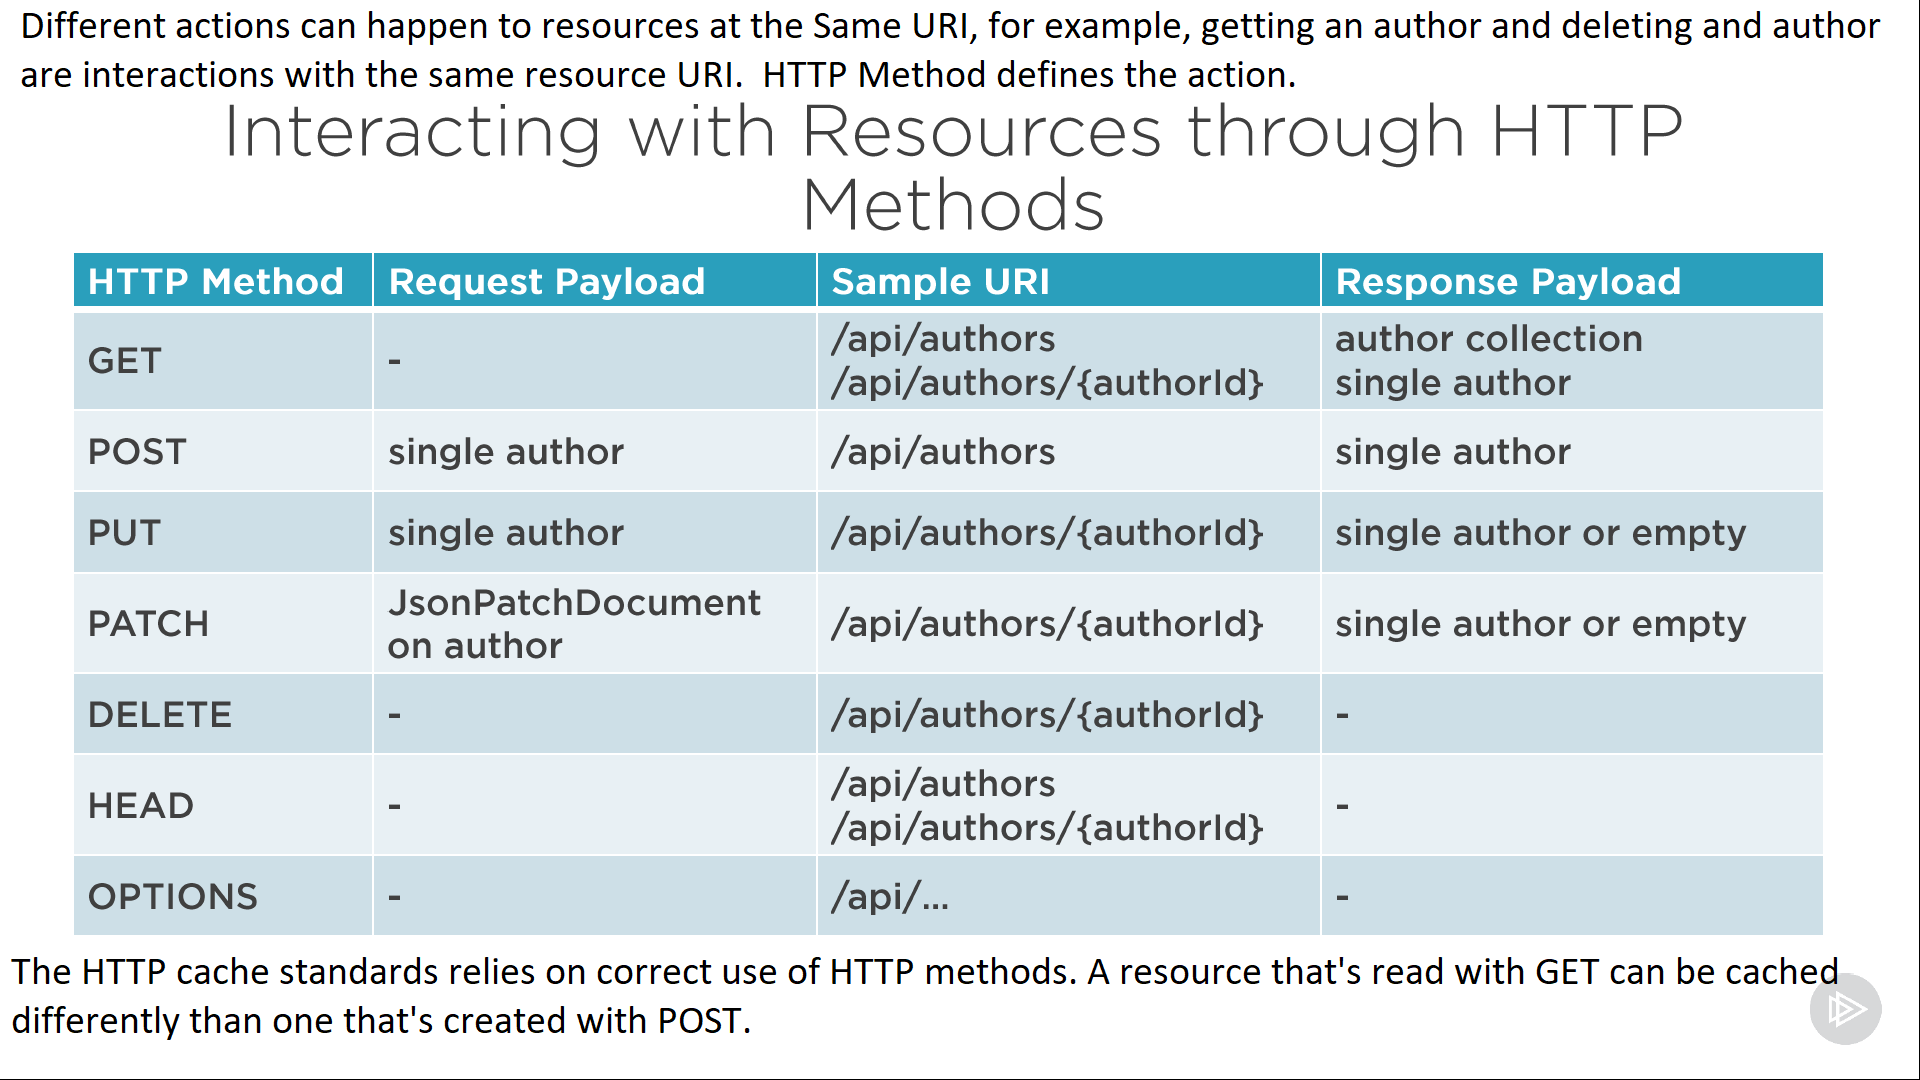 Different actions can happen to resources at the Same URI, for example, getting an author and deleting and author
are interactions with the same resource URI.  HTTP Method defines the action.
Interacting with Resources through HTTP
Methods
HTTP Method Request Payload Sample URI Response Payload
GET - /api/authors author collection
/api/authors/{authorId} single author
POST single author /api/authors single author
PUT single author /api/authors/{authorId} single author or empty
PATCH JsonPatchDocument /api/authors/{authorId} single author or empty
on author
DELETE - /api/authors/{authorId} -
HEAD - /api/authors -
/api/authors/{authorId}
OPTIONS - /api/... -
The HTTP cache standards relies on correct use of HTTP methods. A resource that's read with GET can be cached
differently than one that's created with POST.